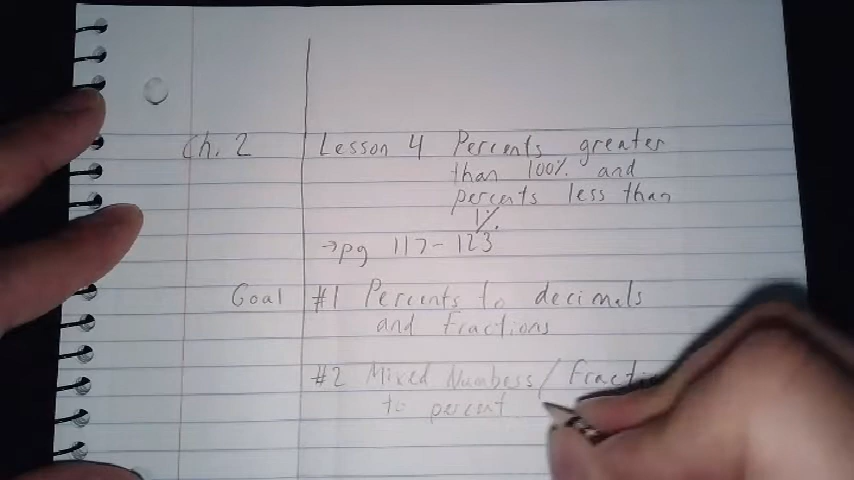 Ch. 2 Lesson 4 Percents greater
than 100% and
percents less than
1%
→pg 117-123
Goal #1 Percents to decimals
and fractions
#2 Mixed Numbers/
to percent